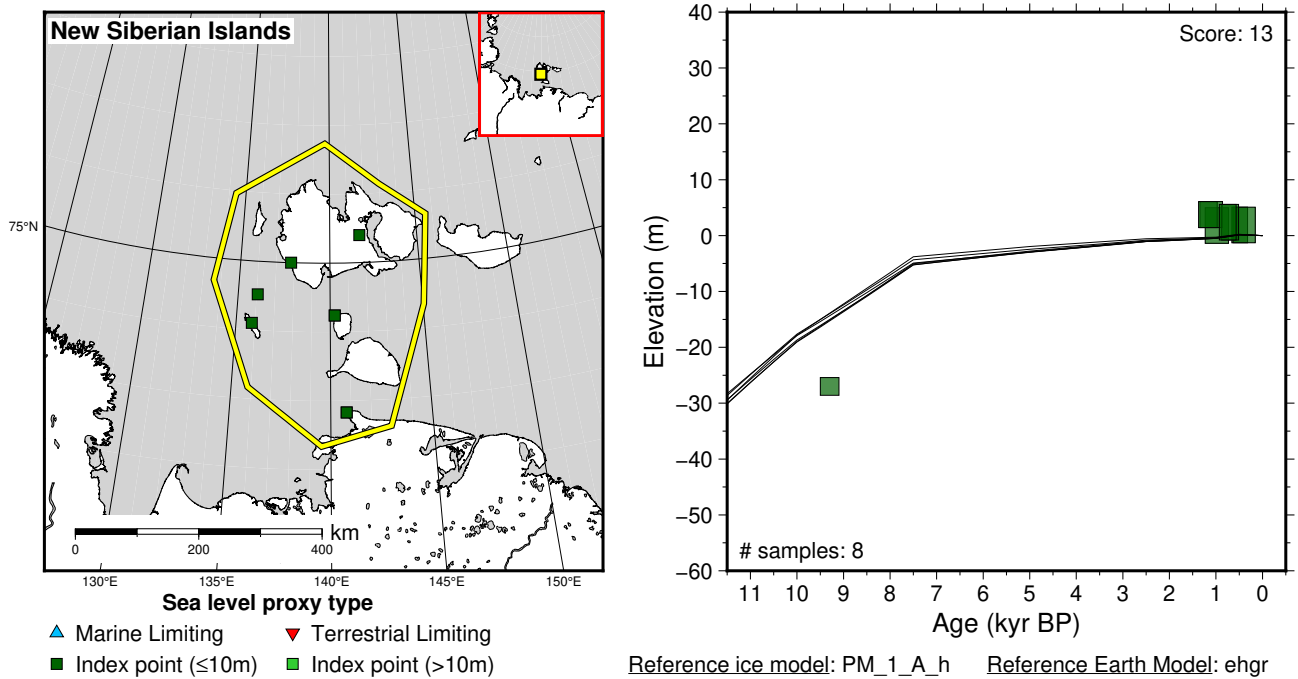 New Siberian Islands
75°N
km
0 200 400
130°E 135°E 140°E 145°E 150°E
Sea level proxy type
Marine Limiting Terrestrial Limiting
Index point (≤10m) Index point (>10m)
Score: 13
40
30
20
10
0
−10
−20
−30
−40
−50
−60
Elevation (m)
# samples: 8
11 10 9 8 7 6 5 4 3 2 1 0
Age (kyr BP)
Reference ice model: PM_1_A_h Reference Earth Model: ehgr